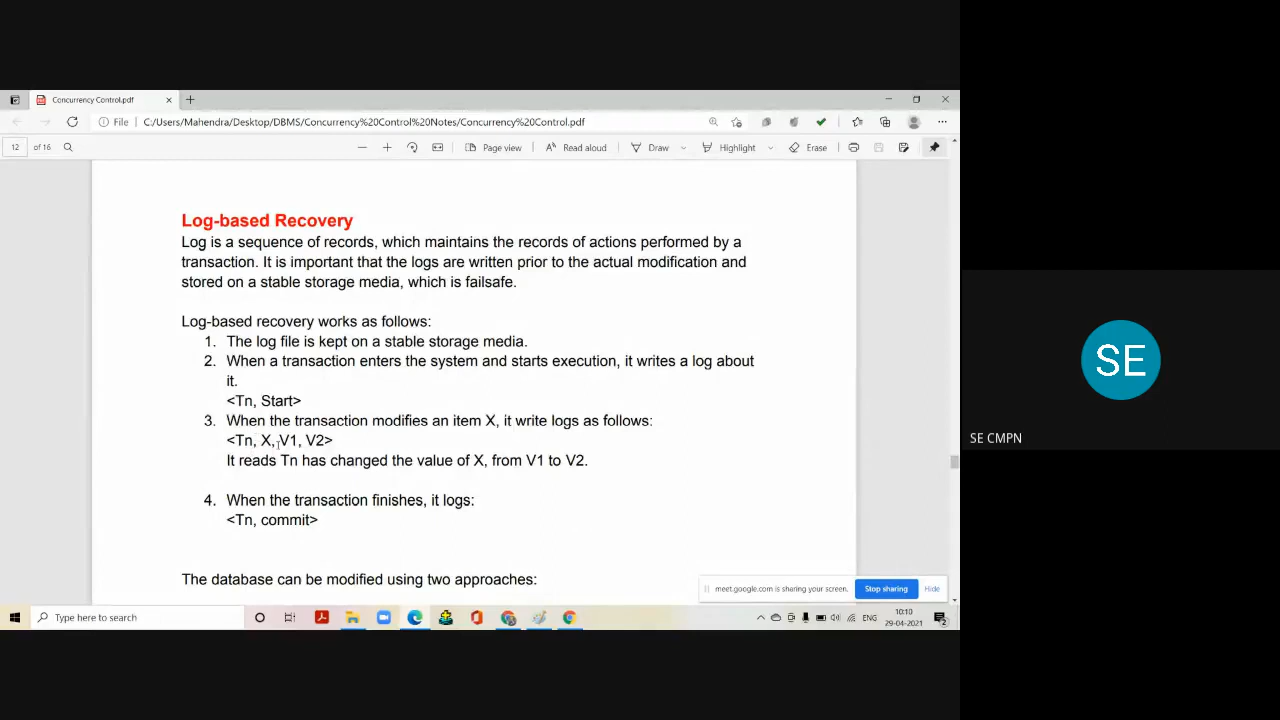 Concurrency Control.pdf
File C:/Users/Mahendra/Desktop/DBMS/Concurrency%20Control%20Notes/Concurrency%20Control.pdf
12 of 16 Page view Read aloud Draw Highlight Erase
Log-based Recovery
Log is a sequence of records, which maintains the records of actions performed by a
transaction. It is important that the logs are written prior to the actual modification and
stored on a stable storage media, which is failsafe.
Log-based recovery works as follows:
1. The log file is kept on a stable storage media.
2. When a transaction enters the system and starts execution, it writes a log about
it.
<Tn, Start>
3. When the transaction modifies an item X, it write logs as follows:
<Tn, X, V1, V2>
It reads Tn has changed the value of X, from V1 to V2.
4. When the transaction finishes, it logs:
<Tn, commit>
The database can be modified using two approaches:
meet.google.com is sharing your screen. Stop sharing Hide
Type here to search
ENG
10:10
29-04-2021
2
SE
SE CMPN